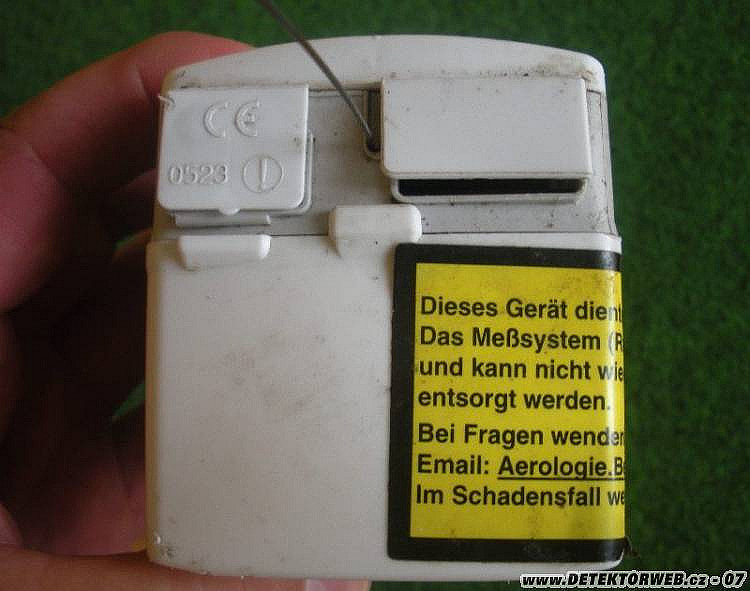 CE
0523 !
Dieses Gerät dient
Das Meßsystem (R
und kann nicht wie
entsorgt werden.
Bei Fragen wenden
Email: Aerologie.B
Im Schadensfall we
www.DETEKTORWEB.cz - 07